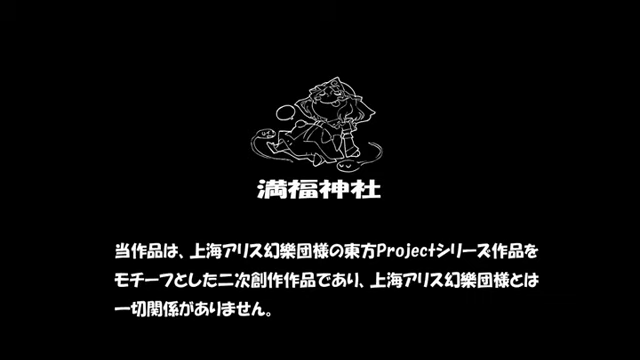 満福神社
当作品は、上海アリス幻樂団様の東方Projectシリーズ作品を
モチーフとした二次創作作品であり、上海アリス幻樂団様とは
一切関係がありません。